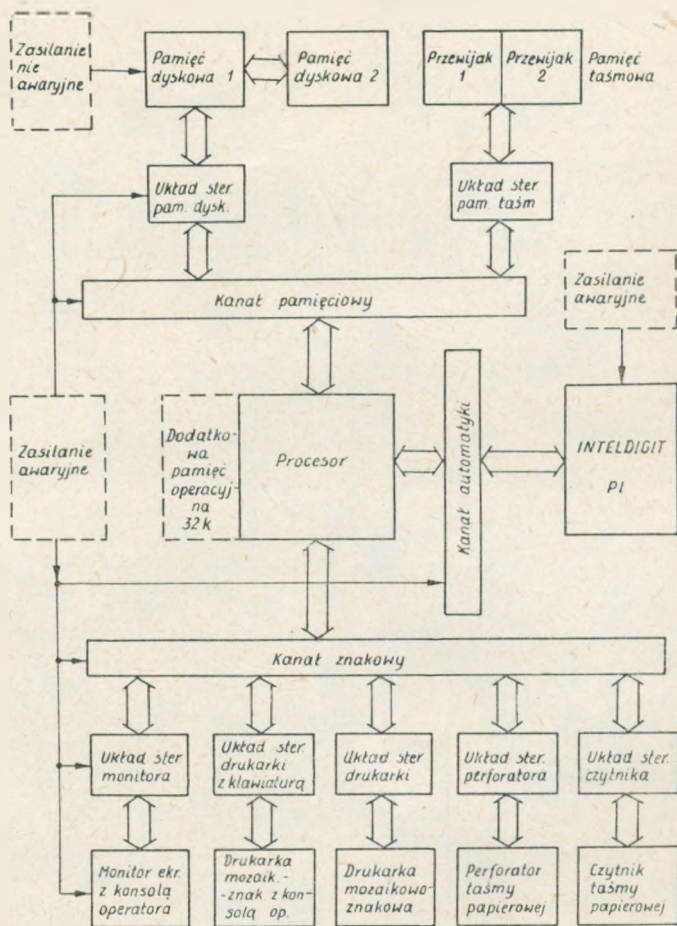 Zasilanie
nie
awaryjne
Pamięć
dyskowa 1
Pamięć
dyskowa 2
Przewijak
1
Przewijak
2
Pamięć
taśmowa
Układ ster.
pam. dysk.
Układ ster.
pam taśm
Kanał pamięciowy
Zasilanie
awaryjne
Zasilanie
awaryjne
Dodatko-
wa
pamięć
operacyj-
na
32k
Procesor
Kanał automatyki
INTELDIGIT
PI
Kanał znakowy
Układ ster
monitora
Układ ster.
drukarki
z klawiaturą
Układ ster
drukarki
Układ ster.
perforatora
Układ ster.
czytnika
Monitor ekr.
z konsolą
operatora
Drukarka
mozaik.-
-znak z kon-
solą op.
Drukarka
mozaikowo-
znakowa
Perforator
taśmy
papierowej
Czytnik
taśmy
papierowej